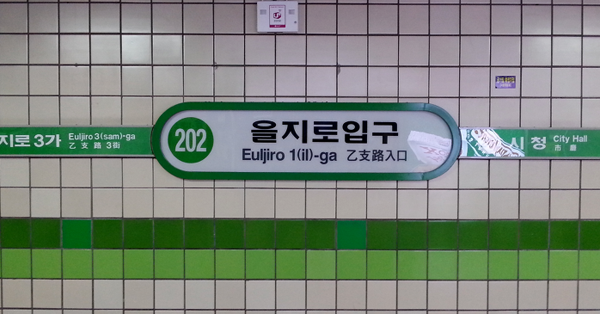 지로3가
Euljiro 3(sam)-ga
乙支路 3街
202
을지로입구
Euljiro 1(il)-ga 乙支路入口
시청
City Hall
市廳